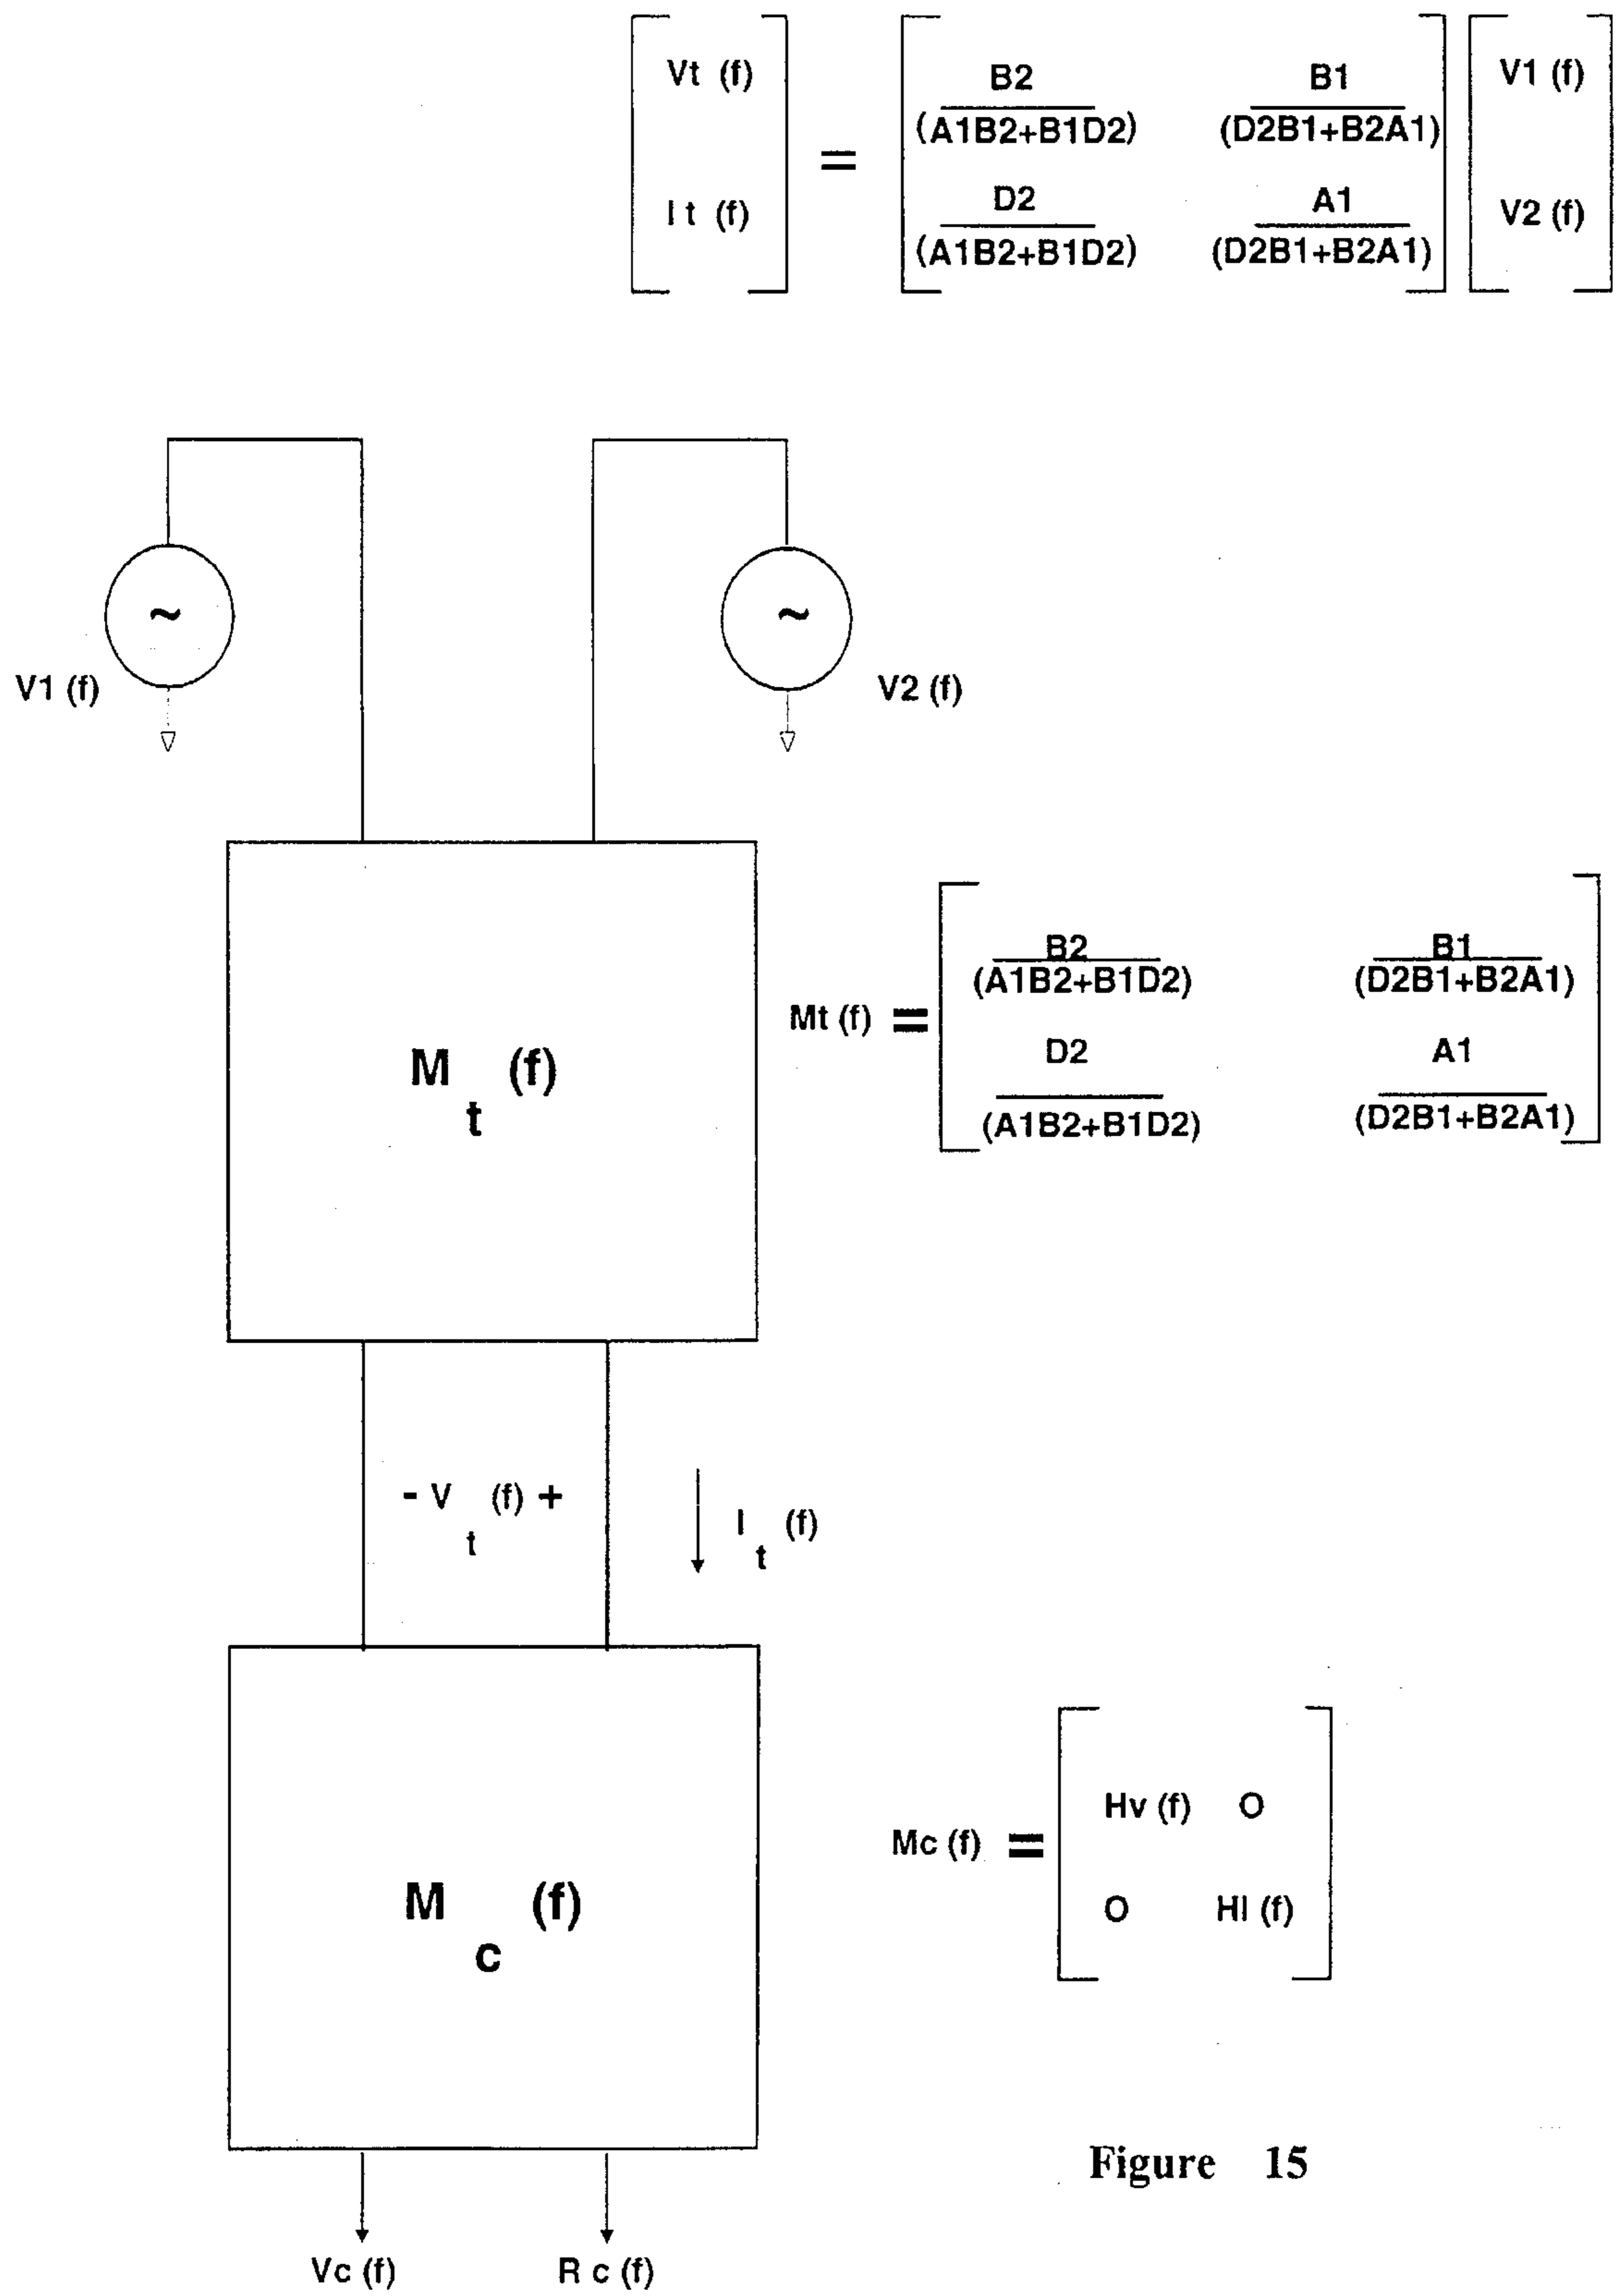 Vt (f)
B2
B1
V1 (f)
(A1B2+B1D2)
(D2B1+B2A1)
=
I t (f)
D2
A1
V2 (f)
(A1B2+B1D2)
(D2B1+B2A1)
~
~
V1 (f)
V2 (f)
B2
B1
(A1B2+B1D2)
(D2B1+B2A1)
Mt (f) =
M t (f)
D2
A1
(A1B2+B1D2)
(D2B1+B2A1)
- V t (f) +
I t (f)
Hv (f) O
Mc (f) =
M c (f)
O HI (f)
Figure 15
Vc (f)
R c (f)